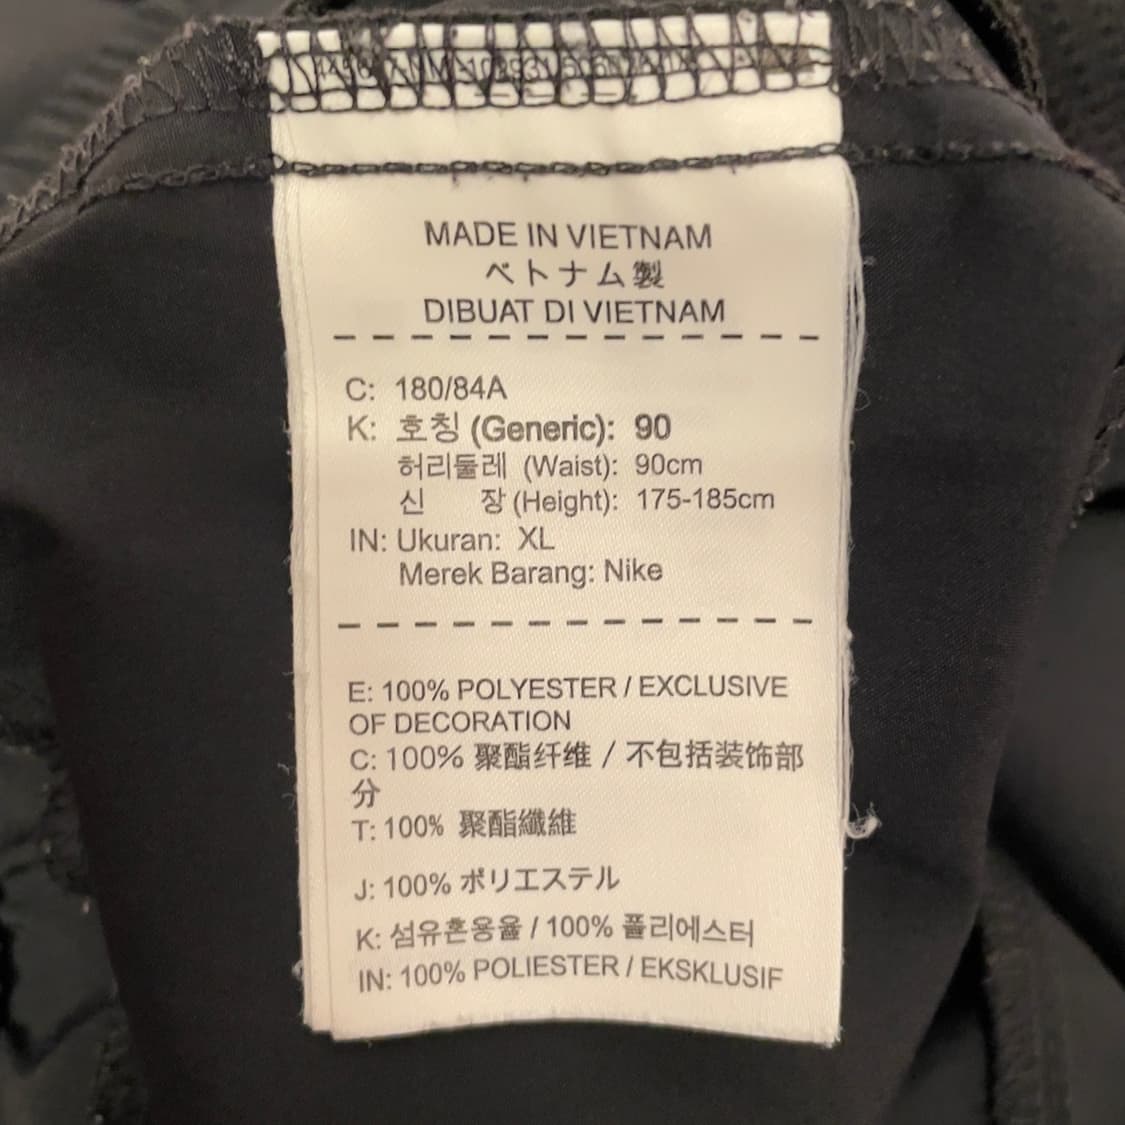 MADE IN VIETNAM
ベトナム製
DIBUAT DI VIETNAM
C: 180/84A
K: 호칭 (Generic): 90
허리둘레 (Waist): 90cm
신 장 (Height): 175-185cm
IN: Ukuran: XL
Merek Barang: Nike
E: 100% POLYESTER / EXCLUSIVE
OF DECORATION
C: 100% 聚酯纤维 / 不包括装饰部
分
T: 100% 聚酯纖維
J: 100% ポリエステル
K: 섬유혼용율 / 100% 폴리에스터
IN: 100% POLIESTER / EKSKLUSIF